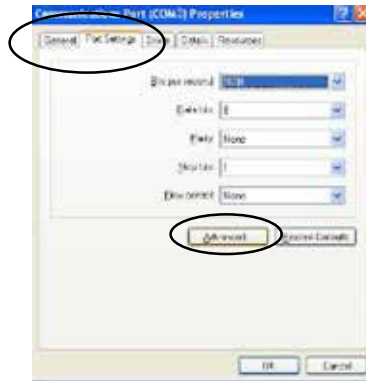 Communications Port (COM3) Properties
General Port Settings Driver Details Resources
Bits per second:
Data bits: 8
Parity: None
Stop bits: 1
Flow control: None
Advanced... Restore Defaults
OK Cancel